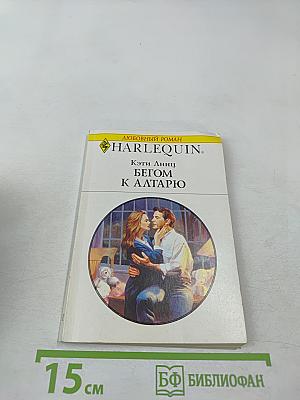 ЛЮБОВНЫЙ РОМАН
HARLEQUIN®
Кэти Линц
БЕГОМ
К АЛТАРЮ
15 см
БФ БИБЛИОФАН